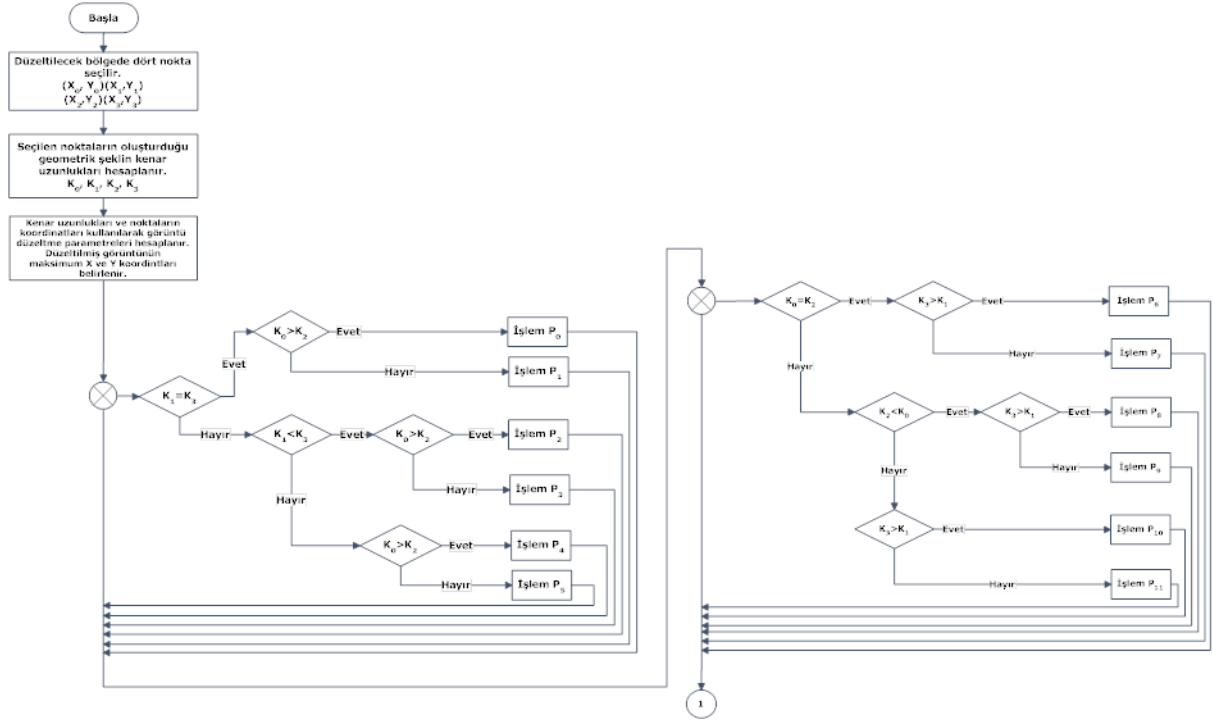 Başla
Düzeltilecek bölgede dört nokta
seçilir.
(X₀, Y₀)(X₁,Y₁)
(X₂,Y₂)(X₃,Y₃)
Seçilen noktaların oluşturduğu
geometrik şeklin kenar
uzunlukları hesaplanır.
K₀, K₁, K₂, K₃
Kenar uzunlukları ve noktaların
koordinatları kullanılarak görüntü
düzeltme parametreleri hesaplanır.
Düzeltilmiş görüntünün
maksimum X ve Y koordintları
belirlenir.
K₁=K₃
Evet
K₀>K₂
Evet
İşlem P₀
Hayır
İşlem P₁
Hayır
K₁<K₃
Evet
K₀>K₂
Evet
İşlem P₂
Hayır
İşlem P₃
Hayır
K₀>K₂
Evet
İşlem P₄
Hayır
İşlem P₅
K₀=K₂
Evet
K₃>K₁
Evet
İşlem P₆
Hayır
İşlem P₇
Hayır
K₂<K₀
Evet
K₃>K₁
Evet
İşlem P₈
Hayır
İşlem P₉
Hayır
K₃>K₁
Evet
İşlem P₁₀
Hayır
İşlem P₁₁
1